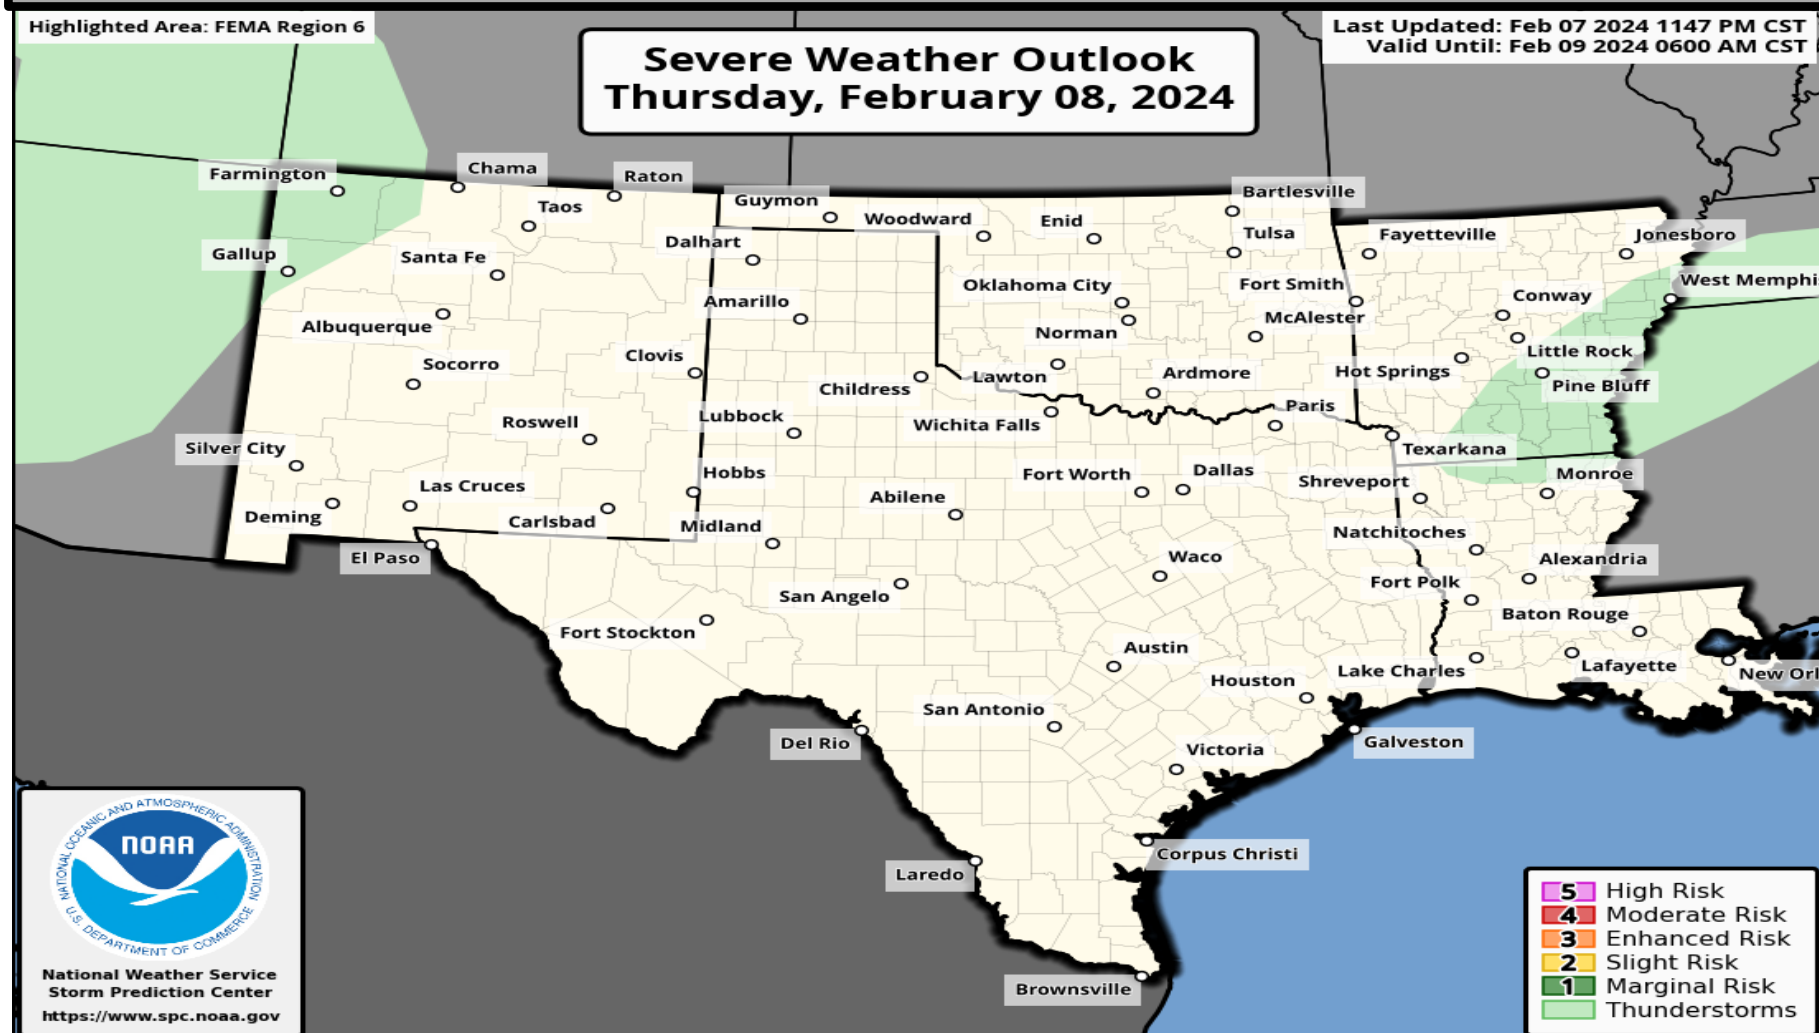 Highlighted Area: FEMA Region 6
Last Updated: Feb 07 2024 1147 PM CST
Valid Until: Feb 09 2024 0600 AM CST
Severe Weather Outlook
Thursday, February 08, 2024
Farmington
Chama
Raton
Taos
Guymon
Woodward
Enid
Bartlesville
Tulsa
Fayetteville
Jonesboro
Gallup
Santa Fe
Dalhart
Oklahoma City
Fort Smith
Conway
West Memphi
Albuquerque
Amarillo
Norman
McAlester
Little Rock
Socorro
Clovis
Childress
Lawton
Ardmore
Hot Springs
Pine Bluff
Roswell
Lubbock
Wichita Falls
Paris
Texarkana
Silver City
Las Cruces
Hobbs
Abilene
Fort Worth
Dallas
Shreveport
Monroe
Deming
Carlsbad
Midland
Natchitoches
El Paso
Waco
Alexandria
San Angelo
Fort Polk
Fort Stockton
Baton Rouge
Austin
Houston
Lake Charles
Lafayette
New Orl
San Antonio
Del Rio
Victoria
Galveston
Laredo
Corpus Christi
Brownsville
NATIONAL OCEANIC AND ATMOSPHERIC ADMINISTRATION
NOAA
U.S. DEPARTMENT OF COMMERCE
National Weather Service
Storm Prediction Center
https://www.spc.noaa.gov
5 High Risk
4 Moderate Risk
3 Enhanced Risk
2 Slight Risk
1 Marginal Risk
Thunderstorms